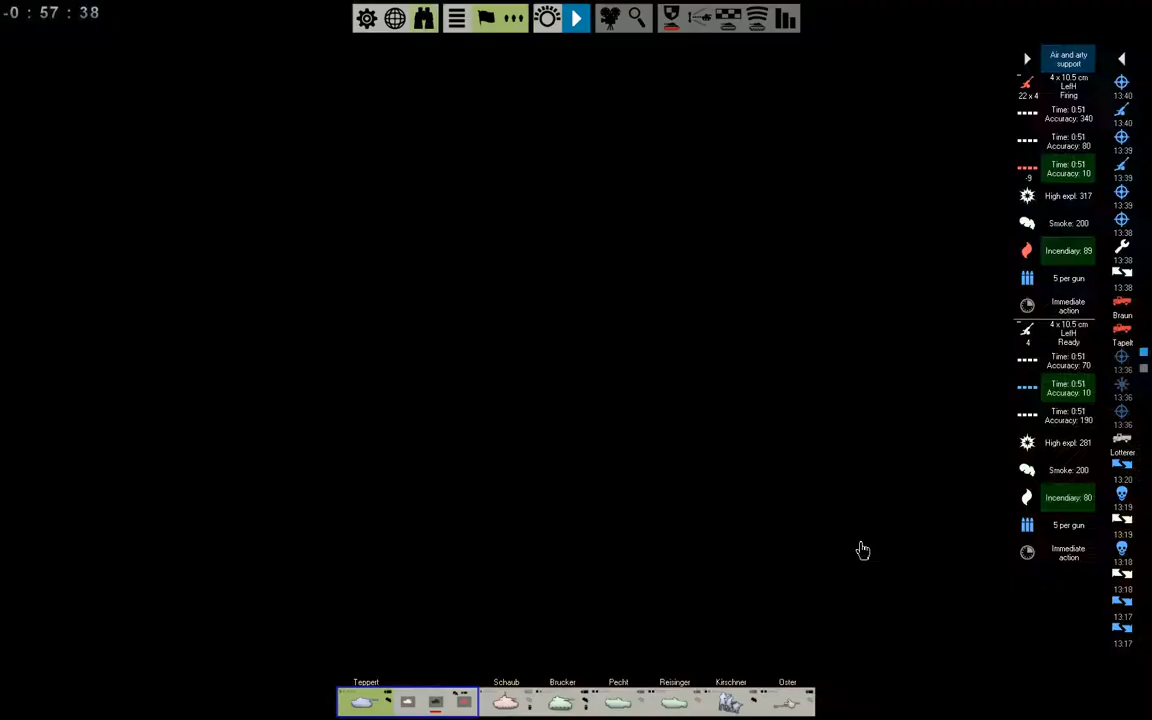 -0 : 57 : 38
Air and arty
support
4 x 10.5 cm
LefH
Firing
22 x 4
Time: 0:51
Accuracy: 340
Time: 0:51
Accuracy: 80
Time: 0:51
Accuracy: 10
-9
High expl: 317
Smoke: 200
Incendiary: 89
5 per gun
Immediate
action
4 x 10.5 cm
LefH
Ready
4
Time: 0:51
Accuracy: 70
Time: 0:51
Accuracy: 10
Time: 0:51
Accuracy: 190
High expl: 281
Smoke: 200
Incendiary: 80
5 per gun
Immediate
action
13:40
13:40
13:39
13:39
13:39
13:38
13:38
13:38
Braun
Tapelt
13:36
13:36
13:36
Lotterer
13:20
13:19
13:19
13:18
13:18
13:17
13:17
Teppert
Schaub
Brucker
Pecht
Reisinger
Kirschner
Oster